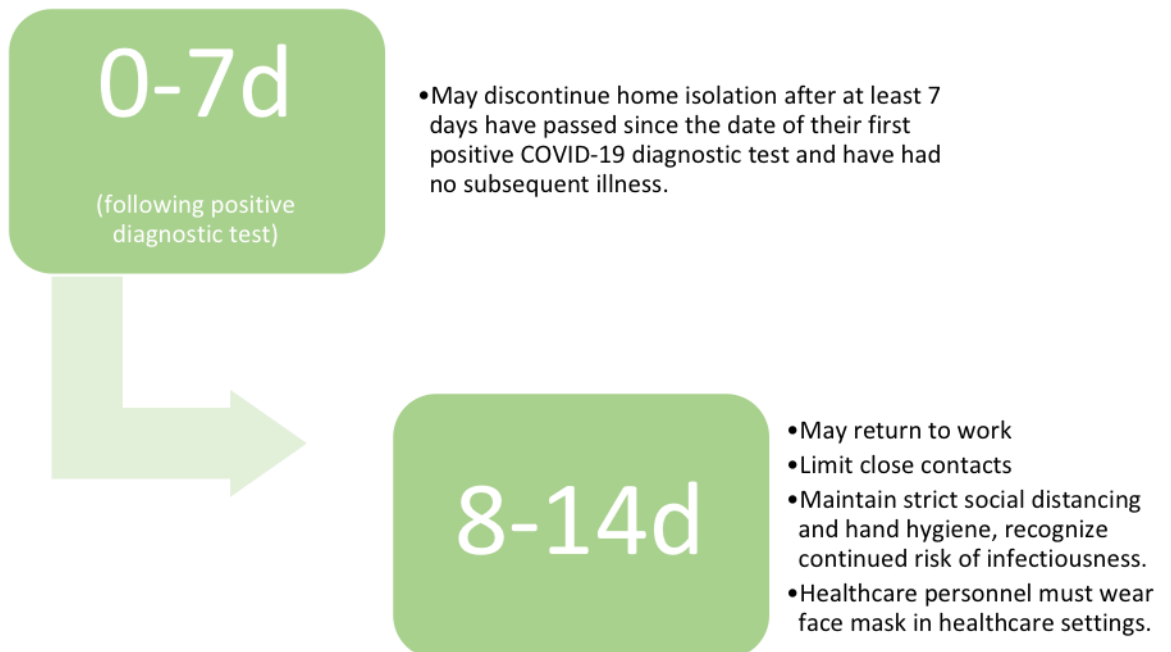 0-7d
(following positive
diagnostic test)
•May discontinue home isolation after at least 7
days have passed since the date of their first
positive COVID-19 diagnostic test and have had
no subsequent illness.
8-14d
•May return to work
•Limit close contacts
•Maintain strict social distancing
and hand hygiene, recognize
continued risk of infectiousness.
•Healthcare personnel must wear
face mask in healthcare settings.